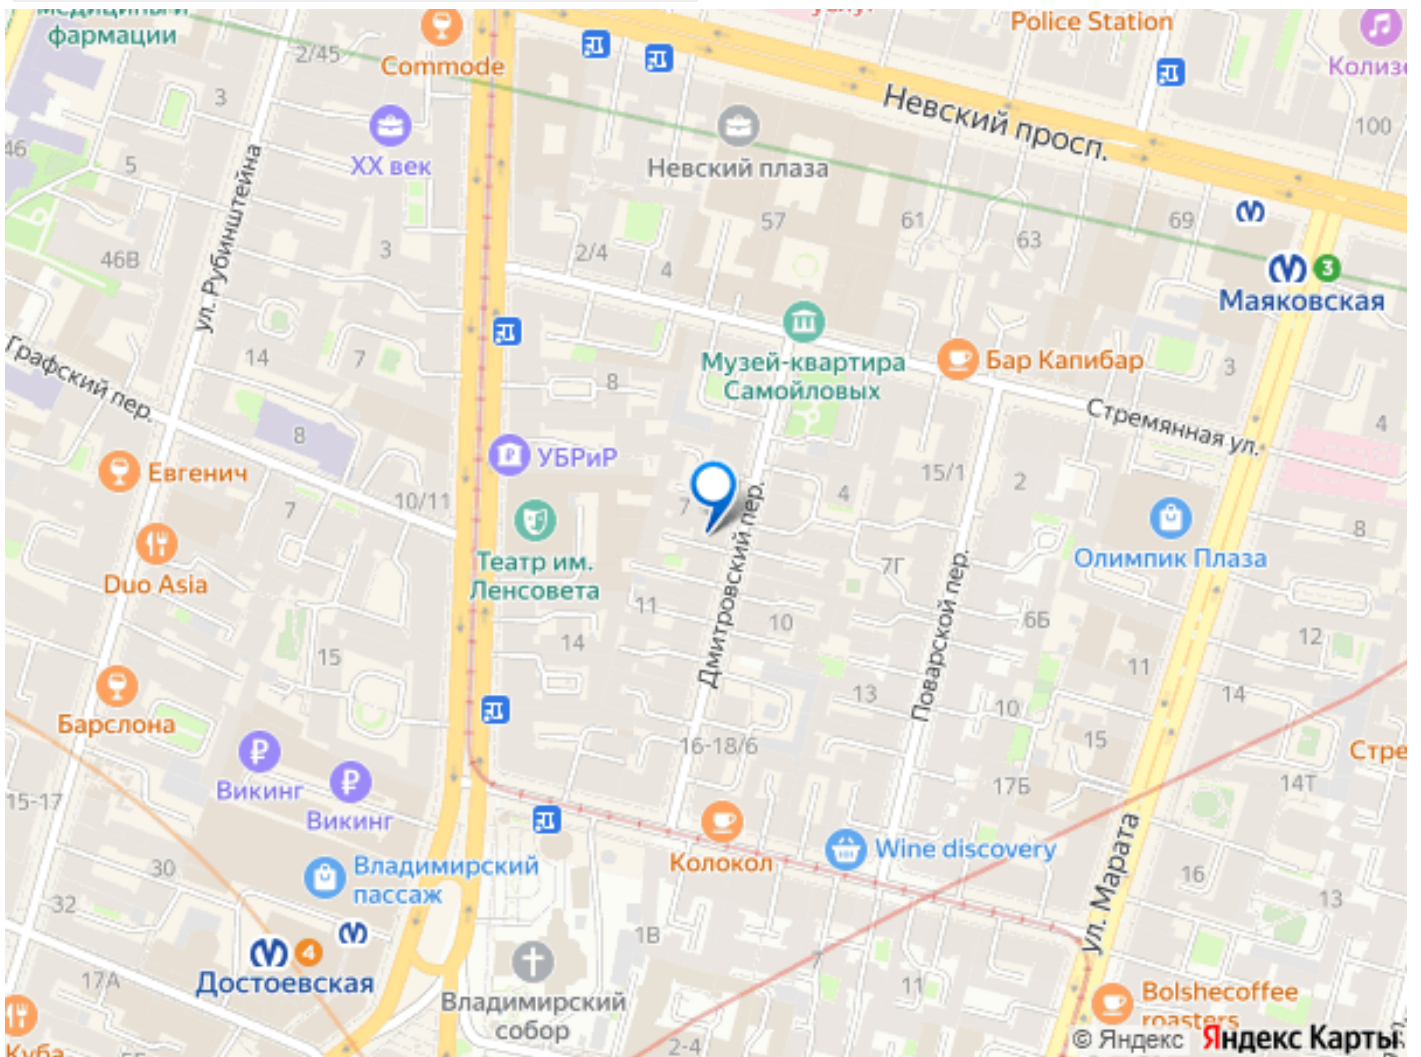 фармации
Commode
Police Station
Колизе
2/45
3
100
46
5
XX век
Невский плаза
Невский просп.
ул. Рубинштейна
57
61
63
69
46В
3
2/4
4
3
Маяковская
Графский пер.
14
7
8
Музей-квартира
Самойловых
Бар Капибар
3
Стремянная ул.
4
8
УБРиР
Евгенич
10/11
7
7
4
15/1
2
8
Театр им.
Ленсовета
Дмитровский пер.
7Г
Олимпик Плаза
Duo Asia
11
10
Поварской пер.
6Б
12
14
15
13
11
14
Барслона
10
15
16-18/6
Стре
Викинг
Викинг
17Б
14Т
15-17
ул. Марата
Колокол
Wine discovery
30
Владимирский
пассаж
16
13
32
1В
4
Достоевская
17А
7
11
Владимирский
собор
Bolshecoffee
roasters
2-4
Куба
© Яндекс Яндекс Карты